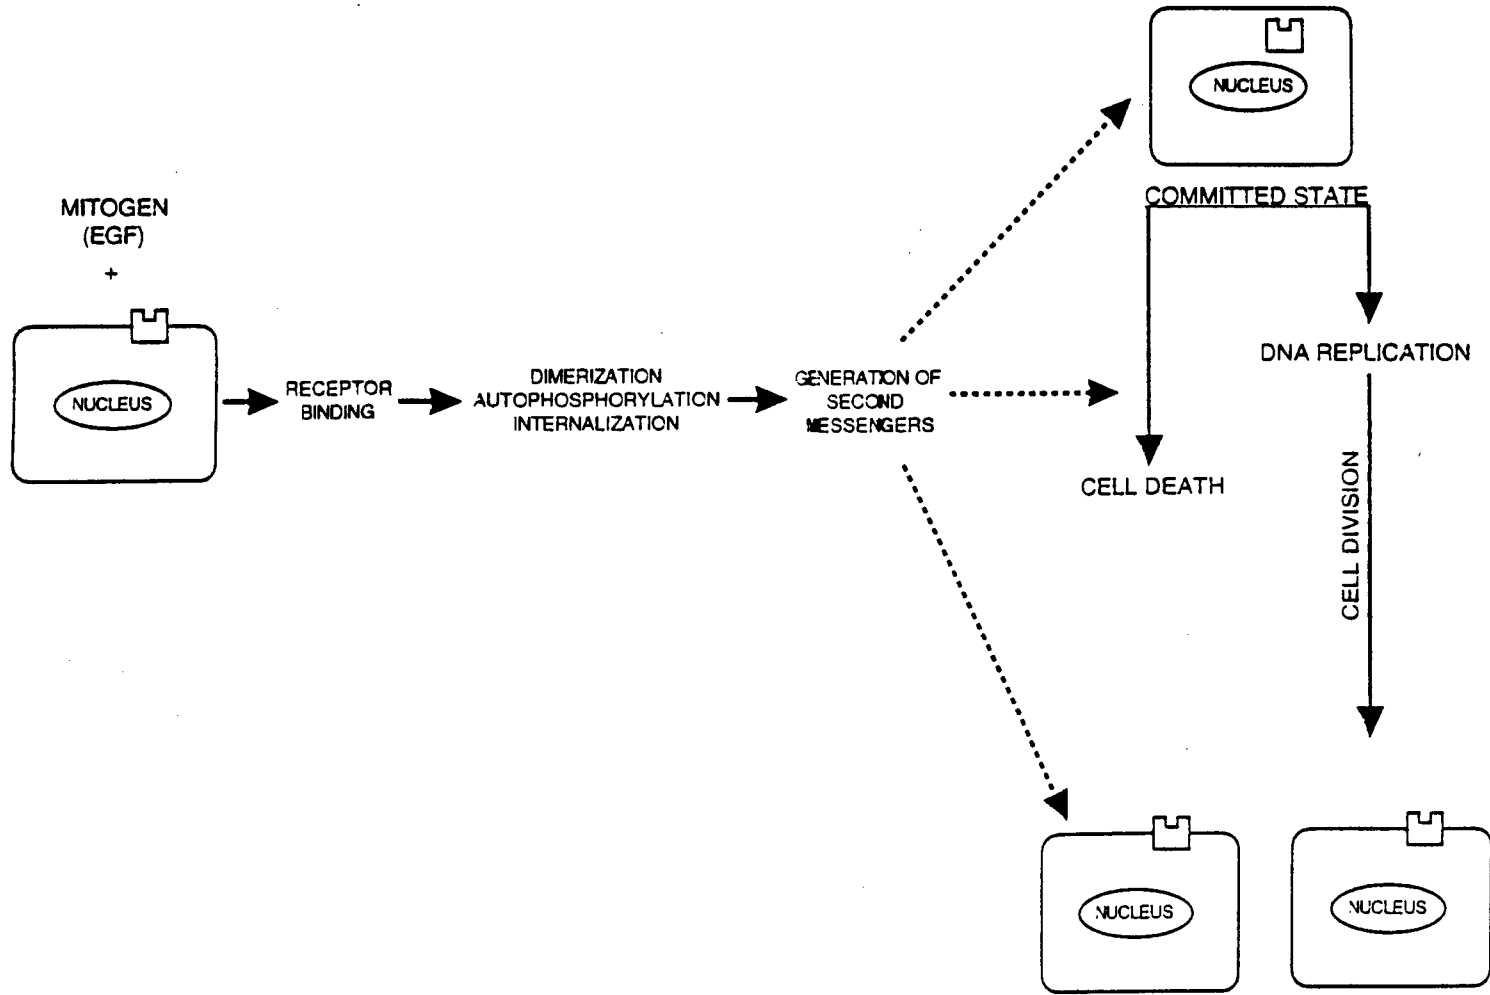 NUCLEUS
COMMITTED STATE
MITOGEN
(EGF)
+
NUCLEUS
RECEPTOR
BINDING
DIMERIZATION
AUTOPHOSPHORYLATION
INTERNALIZATION
GENERATION OF
SECOND
MESSENGERS
DNA REPLICATION
CELL DEATH
CELL DIVISION
NUCLEUS
NUCLEUS